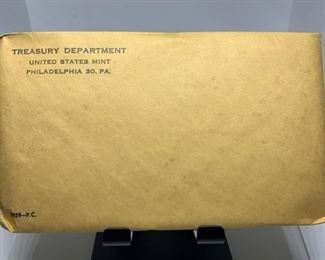 TREASURY DEPARTMENT
UNITED STATES MINT
PHILADELPHIA 30, PA.
1959—P.C.